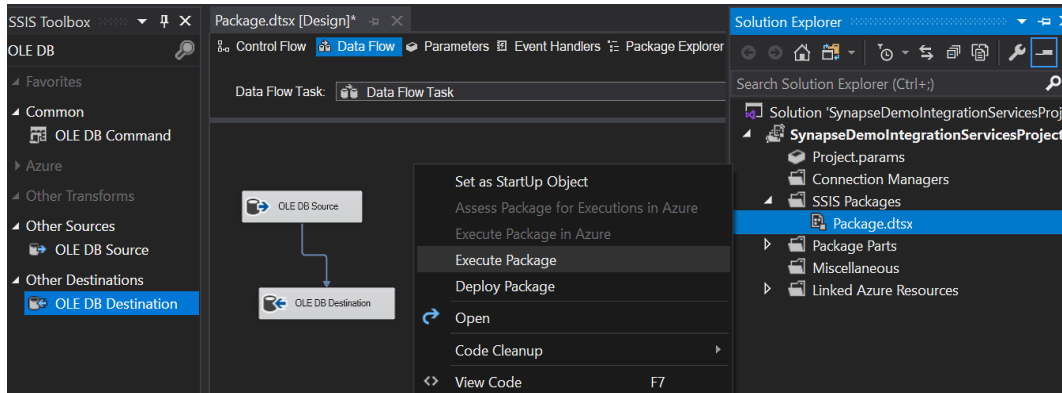 SSIS Toolbox
OLE DB
Favorites
Common
OLE DB Command
Azure
Other Transforms
Other Sources
OLE DB Source
Other Destinations
OLE DB Destination
Package.dtsx [Design]*
Control Flow
Data Flow
Parameters
Event Handlers
Package Explorer
Data Flow Task:
Data Flow Task
OLE DB Source
OLE DB Destination
Set as StartUp Object
Assess Package for Executions in Azure
Execute Package in Azure
Execute Package
Deploy Package
Open
Code Cleanup
View Code F7
Solution Explorer
Search Solution Explorer (Ctrl+;)
Solution 'SynapseDemoIntegrationServicesProj
SynapseDemoIntegrationServicesProject
Project.params
Connection Managers
SSIS Packages
Package.dtsx
Package Parts
Miscellaneous
Linked Azure Resources